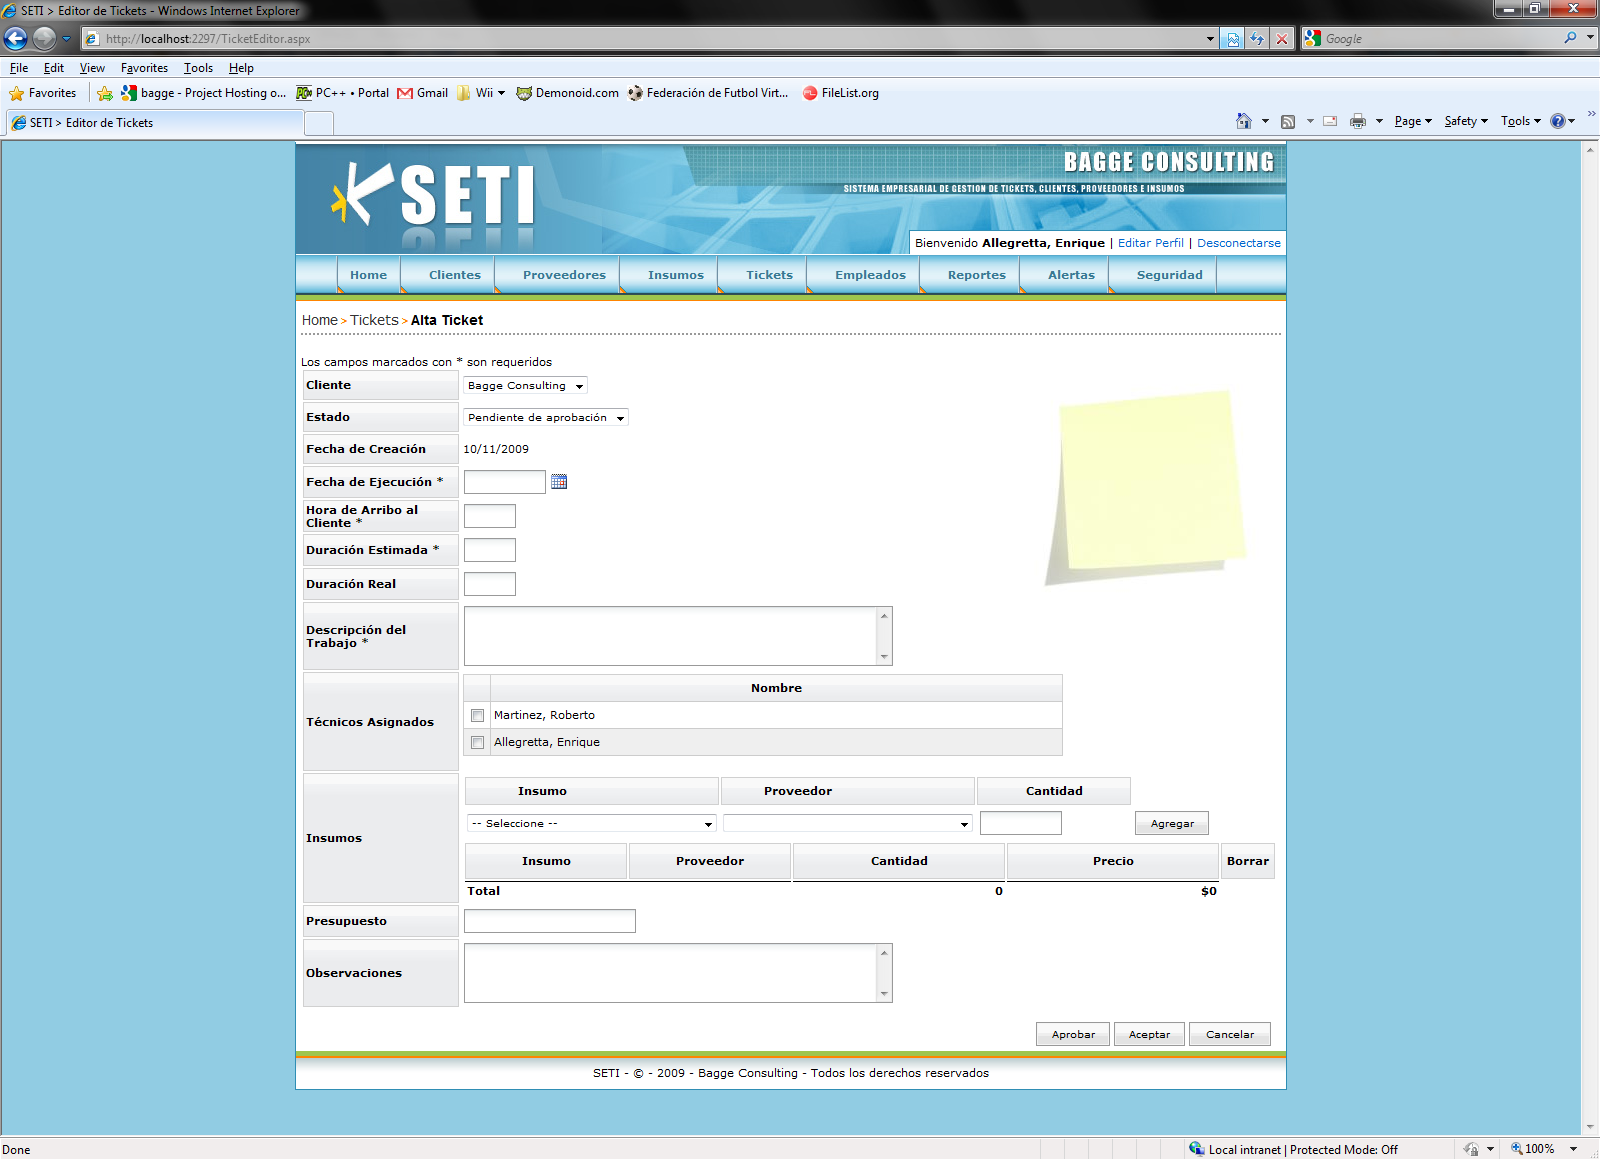 SETI > Editor de Tickets - Windows Internet Explorer
http://localhost:2297/TicketEditor.aspx
Google
File Edit View Favorites Tools Help
Favorites bagge - Project Hosting o... PC++ • Portal Gmail Wii Demonoid.com Federación de Futbol Virt... FileList.org
SETI > Editor de Tickets
Page Safety Tools
SETI
BAGGE CONSULTING
SISTEMA EMPRESARIAL DE GESTION DE TICKETS, CLIENTES, PROVEEDORES E INSUMOS
Bienvenido Allegretta, Enrique | Editar Perfil | Desconectarse
Home Clientes Proveedores Insumos Tickets Empleados Reportes Alertas Seguridad
Home > Tickets > Alta Ticket
Los campos marcados con * son requeridos
Cliente Bagge Consulting
Estado Pendiente de aprobación
Fecha de Creación 10/11/2009
Fecha de Ejecución *
Hora de Arribo al
Cliente *
Duración Estimada *
Duración Real
Descripción del
Trabajo *
Técnicos Asignados
Nombre
Martinez, Roberto
Allegretta, Enrique
Insumos
Insumo Proveedor Cantidad
-- Seleccione -- Agregar
Insumo Proveedor Cantidad Precio Borrar
Total 0 $0
Presupuesto
Observaciones
Aprobar Aceptar Cancelar
SETI - © - 2009 - Bagge Consulting - Todos los derechos reservados
Done Local intranet | Protected Mode: Off 100%